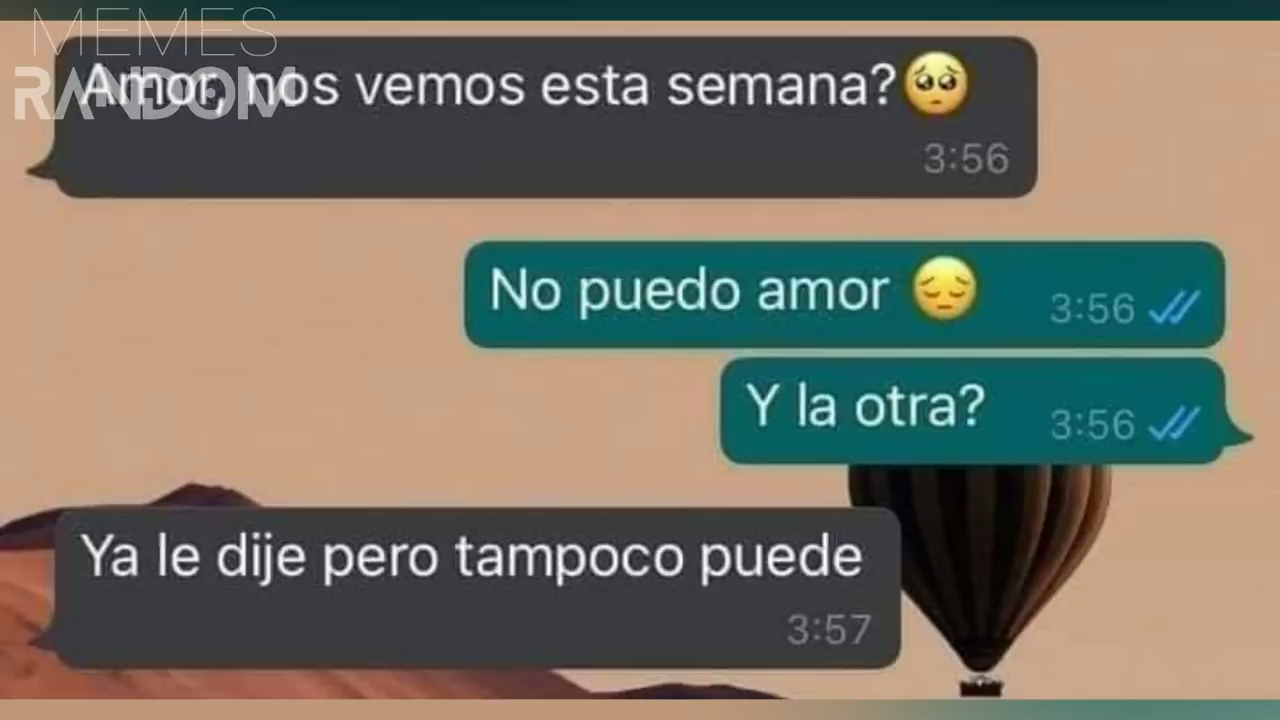 MEMES
RANDOM
Amor, nos vemos esta semana?🥺
3:56
No puedo amor 😔 3:56
Y la otra? 3:56
Ya le dije pero tampoco puede
3:57